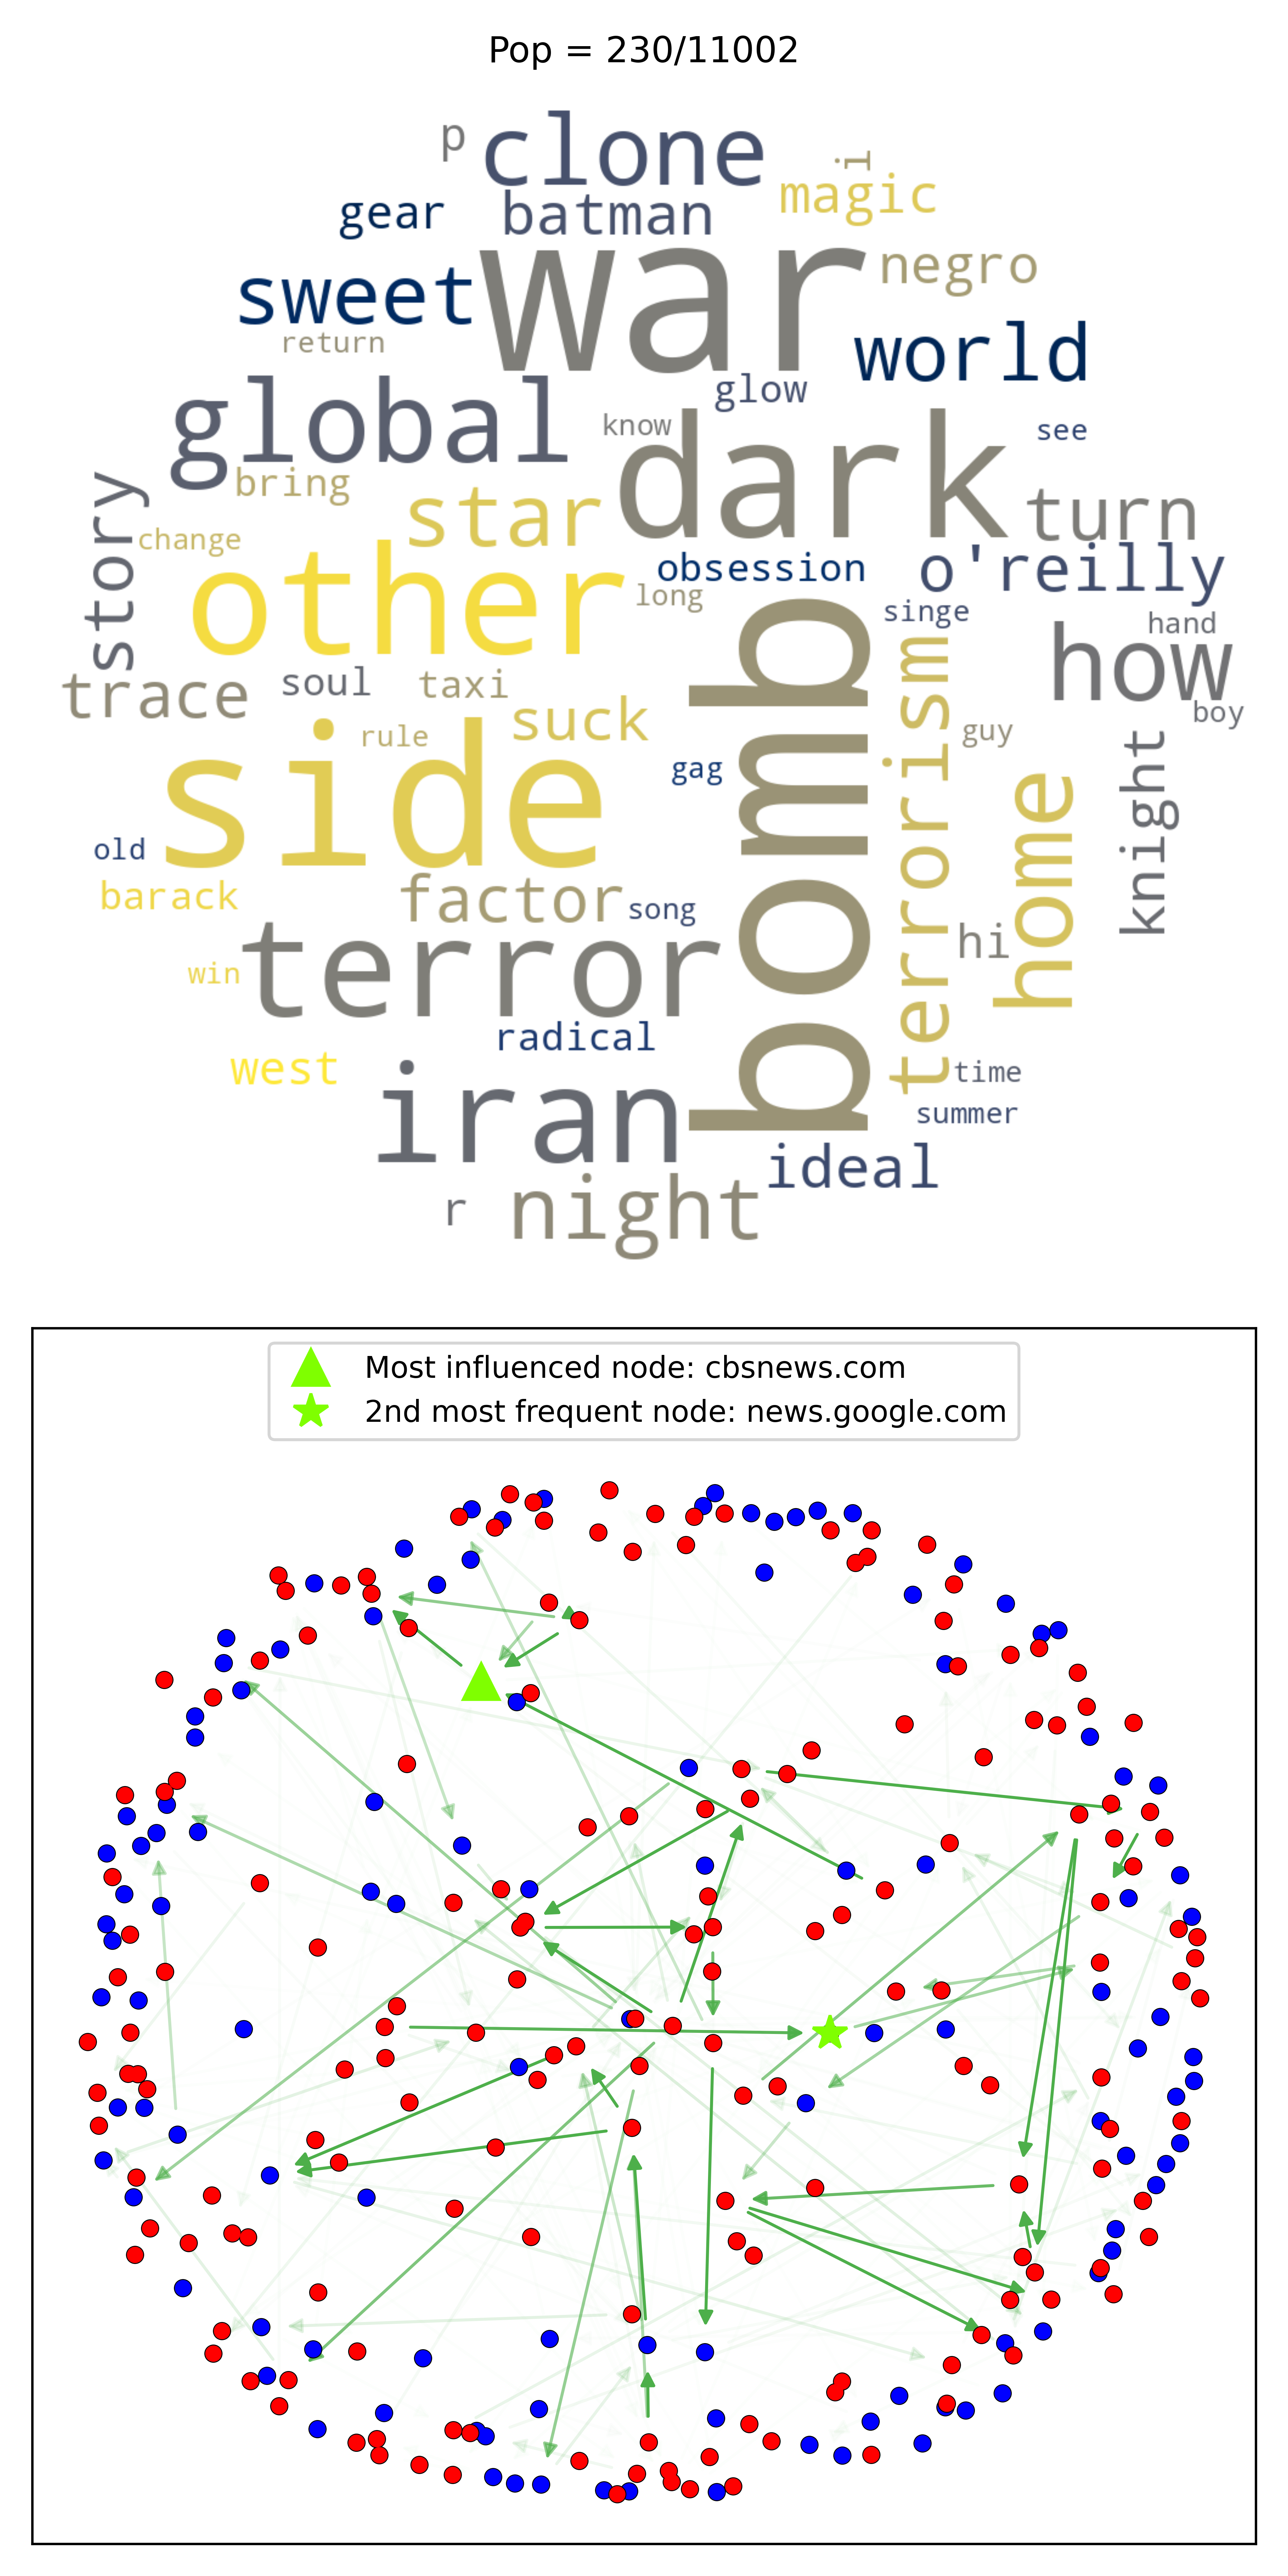 Pop = 230/11002
p
clone
i
magic
gear
batman
war
negro
sweet
return
world
global
glow
know
dark
see
bring
star
turn
story
change
other
obsession
o'reilly
long
singe
hand
how
trace
soul
taxi
suck
bomb
terrorism
boy
side
rule
guy
gag
home
knight
old
barack
factor
song
terror
hi
win
radical
west
iran
time
summer
ideal
r
night
Most influenced node: cbsnews.com
2nd most frequent node: news.google.com